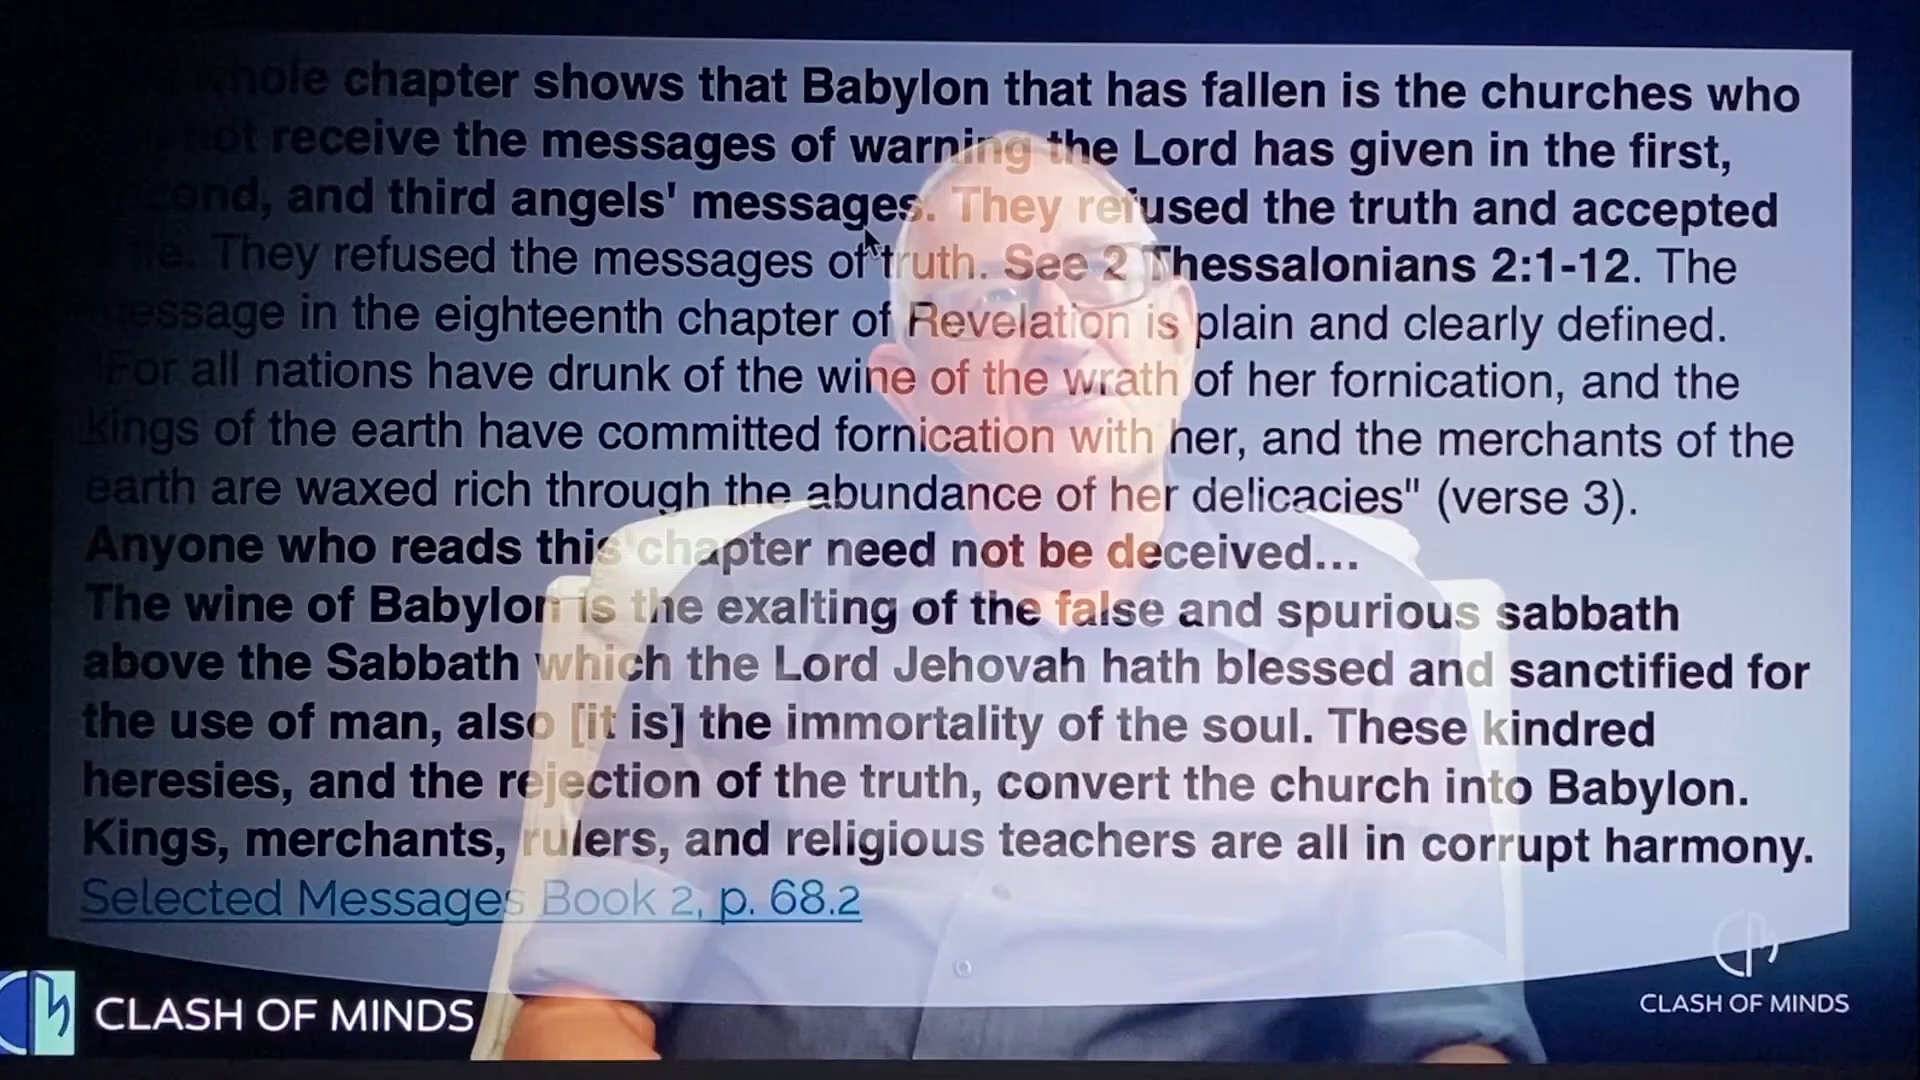 whole chapter shows that Babylon that has fallen is the churches who
not receive the messages of warning the Lord has given in the first,
second, and third angels' messages. They refused the truth and accepted
lie. They refused the messages of truth. See 2 Thessalonians 2:1-12. The
message in the eighteenth chapter of Revelation is plain and clearly defined.
"For all nations have drunk of the wine of the wrath of her fornication, and the
kings of the earth have committed fornication with her, and the merchants of the
earth are waxed rich through the abundance of her delicacies" (verse 3).
Anyone who reads this chapter need not be deceived...
The wine of Babylon is the exalting of the false and spurious sabbath
above the Sabbath which the Lord Jehovah hath blessed and sanctified for
the use of man, also [it is] the immortality of the soul. These kindred
heresies, and the rejection of the truth, convert the church into Babylon.
Kings, merchants, rulers, and religious teachers are all in corrupt harmony.
Selected Messages Book 2, p. 68.2
CLASH OF MINDS
CLASH OF MINDS